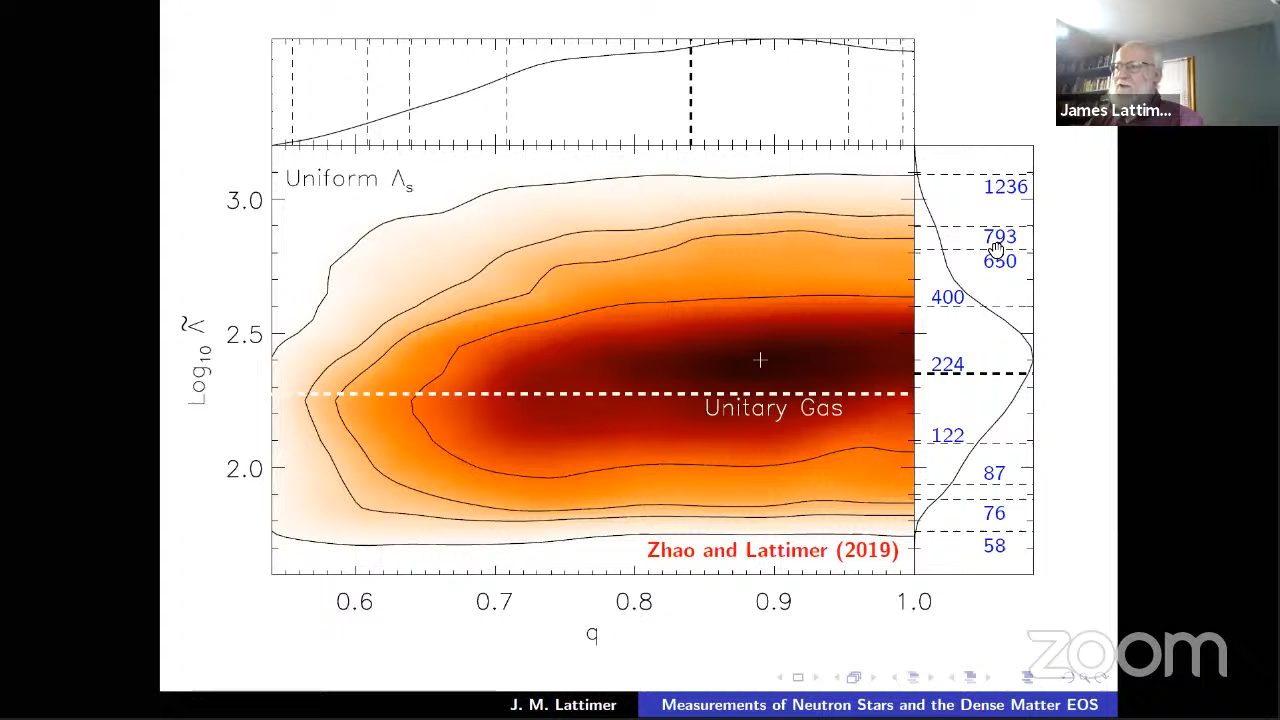 James Lattim...
Uniform Λs
3.0
2.5
2.0
Log10 Λ̃
1236
793
650
400
224
122
87
76
58
Unitary Gas
Zhao and Lattimer (2019)
0.6 0.7 0.8 0.9 1.0
q
zoom
J. M. Lattimer Measurements of Neutron Stars and the Dense Matter EOS